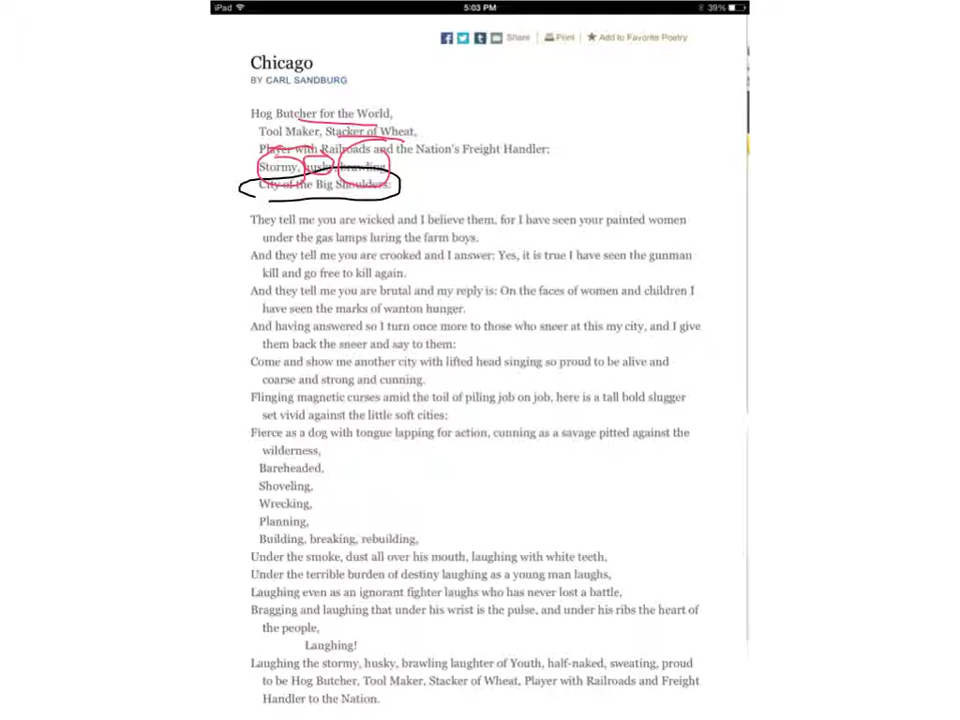 iPad 5:03 PM 39%
Share Print Add to Favorite Poetry
Chicago
BY CARL SANDBURG
Hog Butcher for the World,
Tool Maker, Stacker of Wheat,
Player with Railroads and the Nation's Freight Handler;
Stormy, husky, brawling,
City of the Big Shoulders:
They tell me you are wicked and I believe them, for I have seen your painted women
under the gas lamps luring the farm boys.
And they tell me you are crooked and I answer: Yes, it is true I have seen the gunman
kill and go free to kill again.
And they tell me you are brutal and my reply is: On the faces of women and children I
have seen the marks of wanton hunger.
And having answered so I turn once more to those who sneer at this my city, and I give
them back the sneer and say to them:
Come and show me another city with lifted head singing so proud to be alive and
coarse and strong and cunning.
Flinging magnetic curses amid the toil of piling job on job, here is a tall bold slugger
set vivid against the little soft cities;
Fierce as a dog with tongue lapping for action, cunning as a savage pitted against the
wilderness,
Bareheaded,
Shoveling,
Wrecking,
Planning,
Building, breaking, rebuilding,
Under the smoke, dust all over his mouth, laughing with white teeth,
Under the terrible burden of destiny laughing as a young man laughs,
Laughing even as an ignorant fighter laughs who has never lost a battle,
Bragging and laughing that under his wrist is the pulse, and under his ribs the heart of
the people,
Laughing!
Laughing the stormy, husky, brawling laughter of Youth, half-naked, sweating, proud
to be Hog Butcher, Tool Maker, Stacker of Wheat, Player with Railroads and Freight
Handler to the Nation.